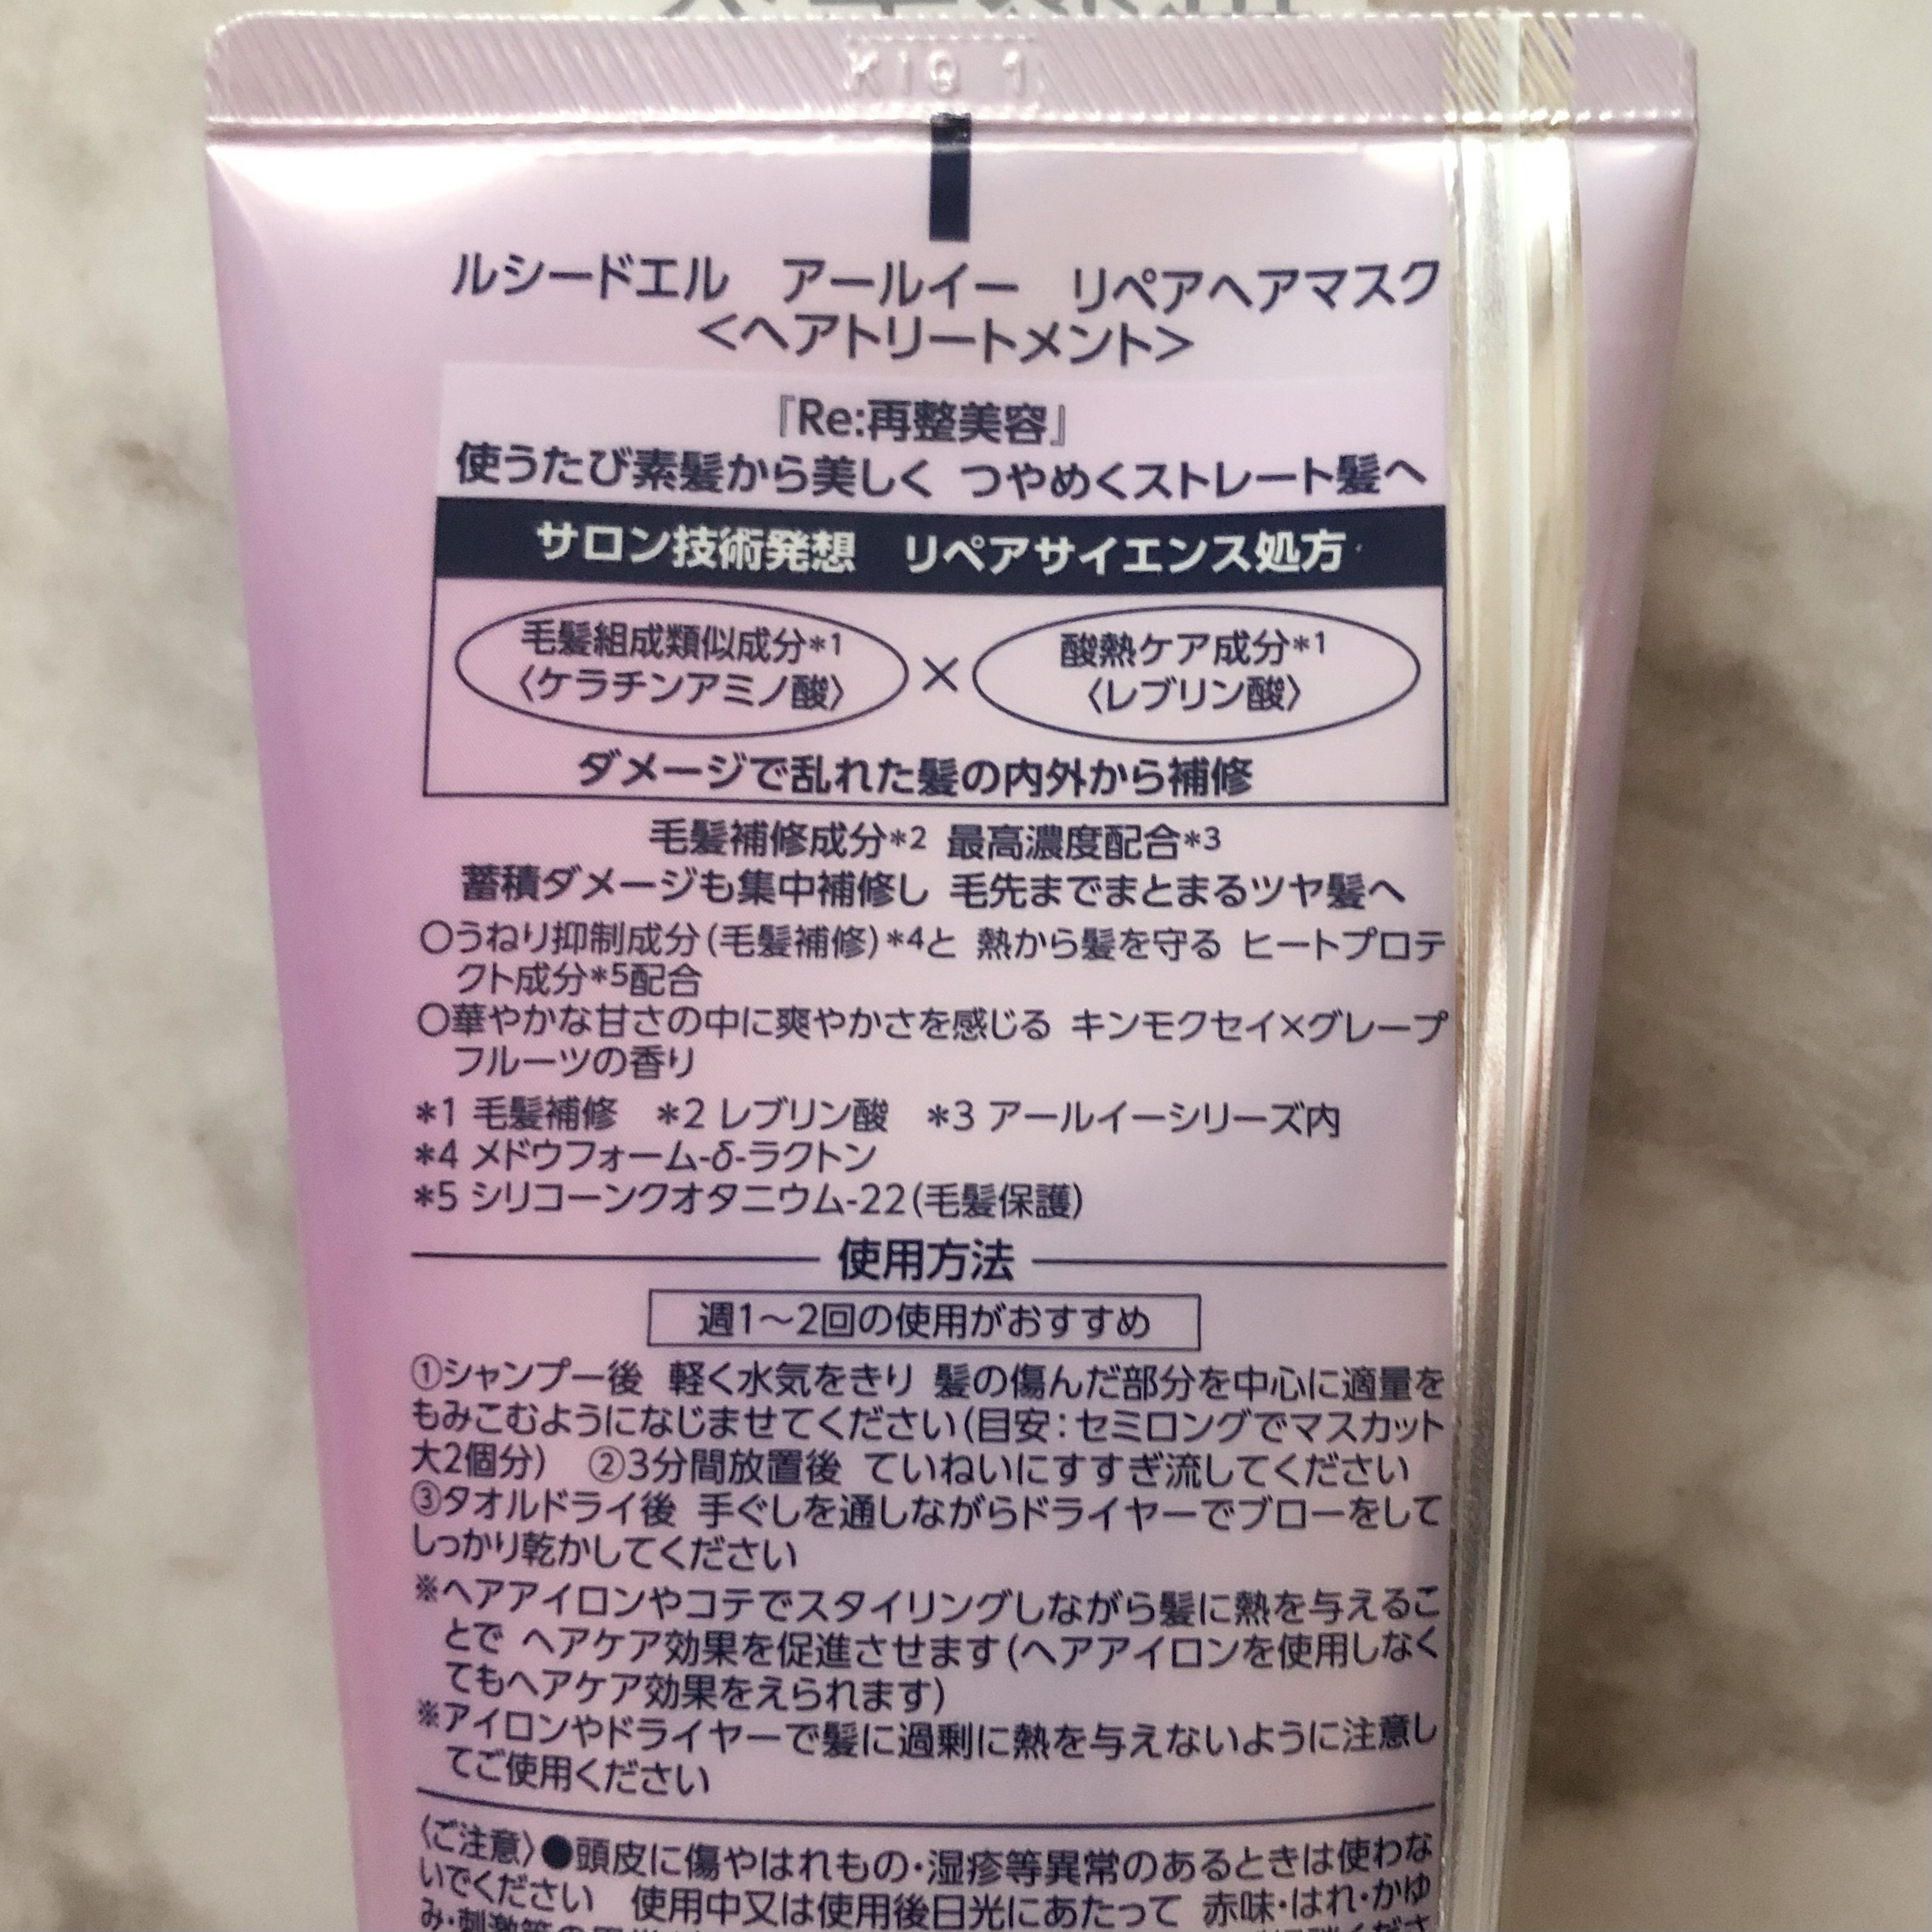 KIQ 1
ルシードエル アールイー リペアヘアマスク
＜ヘアトリートメント＞
『Re:再整美容』
使うたび素髪から美しく つやめくストレート髪へ
サロン技術発想 リペアサイエンス処方
毛髪組成類似成分*1
〈ケラチンアミノ酸〉
×
酸熱ケア成分*1
〈レブリン酸〉
ダメージで乱れた髪の内外から補修
毛髪補修成分*2 最高濃度配合*3
蓄積ダメージも集中補修し 毛先までまとまるツヤ髪へ
○うねり抑制成分(毛髪補修)*4と 熱から髪を守る ヒートプロテ
クト成分*5配合
○華やかな甘さの中に爽やかさを感じる キンモクセイ×グレープ
フルーツの香り
*1 毛髪補修 *2 レブリン酸 *3 アールイーシリーズ内
*4 メドウフォーム-δ-ラクトン
*5 シリコーンクオタニウム-22(毛髪保護)
使用方法
週1～2回の使用がおすすめ
①シャンプー後 軽く水気をきり 髪の傷んだ部分を中心に適量を
もみこむようになじませてください(目安：セミロングでマスカット
大2個分) ②3分間放置後 ていねいにすすぎ流してください
③タオルドライ後 手ぐしを通しながらドライヤーでブローをして
しっかり乾かしてください
※ヘアアイロンやコテでスタイリングしながら髪に熱を与えるこ
とで ヘアケア効果を促進させます(ヘアアイロンを使用しなく
てもヘアケア効果をえられます)
※アイロンやドライヤーで髪に過剰に熱を与えないように注意し
てご使用ください
〈ご注意〉●頭皮に傷やはれもの・湿疹等異常のあるときは使わな
いでください 使用中又は使用後日光にあたって 赤味・はれ・かゆ
み・刺激等の